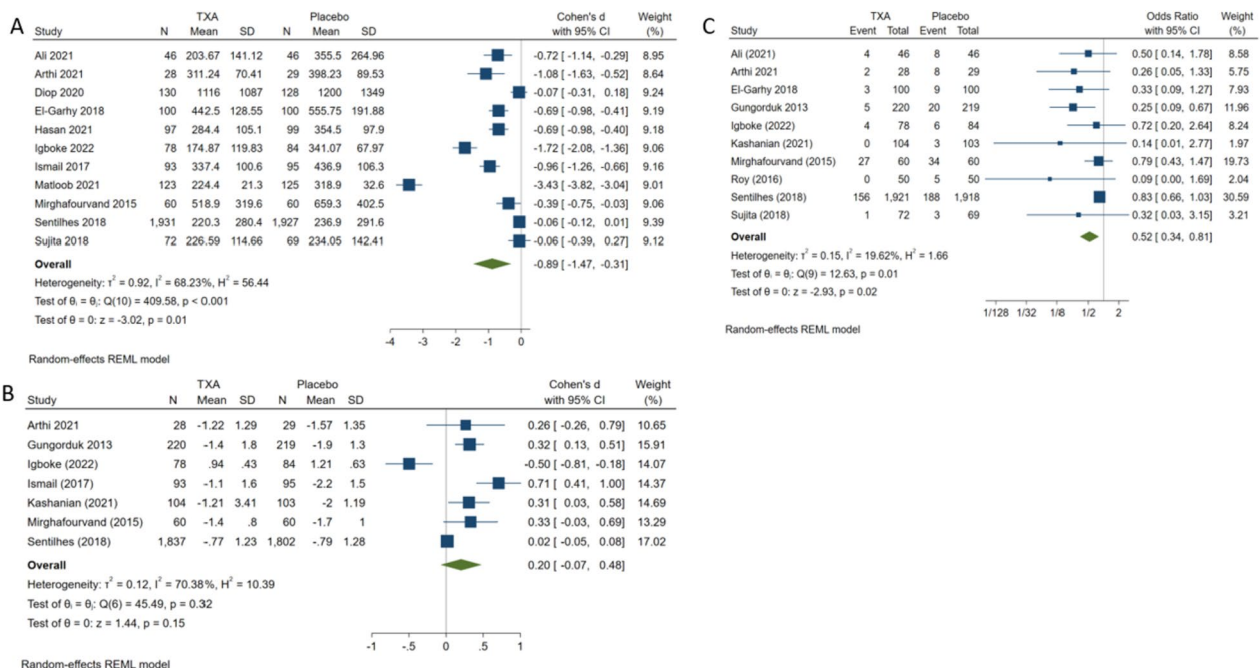 A
TXA Placebo Cohen's d Weight
Study N Mean SD N Mean SD with 95% CI (%)
Ali 2021 46 203.67 141.12 46 355.5 264.96 -0.72 [ -1.14, -0.29] 8.95
Arthi 2021 28 311.24 70.41 29 398.23 89.53 -1.08 [ -1.63, -0.52] 8.64
Diop 2020 130 1116 1087 128 1200 1349 -0.07 [ -0.31, 0.18] 9.24
El-Garhy 2018 100 442.5 128.55 100 555.75 191.88 -0.69 [ -0.98, -0.41] 9.19
Hasan 2021 97 284.4 105.1 99 354.5 97.9 -0.69 [ -0.98, -0.40] 9.18
Igboke 2022 78 174.87 119.83 84 341.07 67.97 -1.72 [ -2.08, -1.36] 9.06
Ismail 2017 93 337.4 100.6 95 436.9 106.3 -0.96 [ -1.26, -0.66] 9.16
Matloob 2021 123 224.4 21.3 125 318.9 32.6 -3.43 [ -3.82, -3.04] 9.01
Mirghafourvand 2015 60 518.9 319.6 60 659.3 402.5 -0.39 [ -0.75, -0.03] 9.06
Sentilhes 2018 1,931 220.3 280.4 1,927 236.9 291.6 -0.06 [ -0.12, 0.01] 9.39
Sujita 2018 72 226.59 114.66 69 234.05 142.41 -0.06 [ -0.39, 0.27] 9.12
Overall -0.89 [ -1.47, -0.31]
Heterogeneity: τ² = 0.92, I² = 68.23%, H² = 56.44
Test of θᵢ = θⱼ: Q(10) = 409.58, p < 0.001
Test of θ = 0: z = -3.02, p = 0.01
-4 -3 -2 -1 0
Random-effects REML model
B
TXA Placebo Cohen's d Weight
Study N Mean SD N Mean SD with 95% CI (%)
Arthi 2021 28 -1.22 1.29 29 -1.57 1.35 0.26 [ -0.26, 0.79] 10.65
Gungorduk 2013 220 -1.4 1.8 219 -1.9 1.3 0.32 [ 0.13, 0.51] 15.91
Igboke (2022) 78 .94 .43 84 1.21 .63 -0.50 [ -0.81, -0.18] 14.07
Ismail (2017) 93 -1.1 1.6 95 -2.2 1.5 0.71 [ 0.41, 1.00] 14.37
Kashanian (2021) 104 -1.21 3.41 103 -2 1.19 0.31 [ 0.03, 0.58] 14.69
Mirghafourvand (2015) 60 -1.4 .8 60 -1.7 1 0.33 [ -0.03, 0.69] 13.29
Sentilhes (2018) 1,837 -.77 1.23 1,802 -.79 1.28 0.02 [ -0.05, 0.08] 17.02
Overall 0.20 [ -0.07, 0.48]
Heterogeneity: τ² = 0.12, I² = 70.38%, H² = 10.39
Test of θᵢ = θⱼ: Q(6) = 45.49, p = 0.32
Test of θ = 0: z = 1.44, p = 0.15
-1 -.5 0 .5 1
Random-effects REML model
C
TXA Placebo Odds Ratio Weight
Study Event Total Event Total with 95% CI (%)
Ali (2021) 4 46 8 46 0.50 [ 0.14, 1.78] 8.58
Arthi 2021 2 28 8 29 0.26 [ 0.05, 1.33] 5.75
El-Garhy 2018 3 100 9 100 0.33 [ 0.09, 1.27] 7.93
Gungorduk 2013 5 220 20 219 0.25 [ 0.09, 0.67] 11.96
Igboke (2022) 4 78 6 84 0.72 [ 0.20, 2.64] 8.24
Kashanian (2021) 0 104 3 103 0.14 [ 0.01, 2.77] 1.97
Mirghafourvand (2015) 27 60 34 60 0.79 [ 0.43, 1.47] 19.73
Roy (2016) 0 50 5 50 0.09 [ 0.00, 1.69] 2.04
Sentilhes (2018) 156 1,921 188 1,918 0.83 [ 0.66, 1.03] 30.59
Sujita (2018) 1 72 3 69 0.32 [ 0.03, 3.15] 3.21
Overall 0.52 [ 0.34, 0.81]
Heterogeneity: τ² = 0.15, I² = 19.62%, H² = 1.66
Test of θᵢ = θⱼ: Q(9) = 12.63, p = 0.01
Test of θ = 0: z = -2.93, p = 0.02
1/128 1/32 1/8 1/2 2
Random-effects REML model